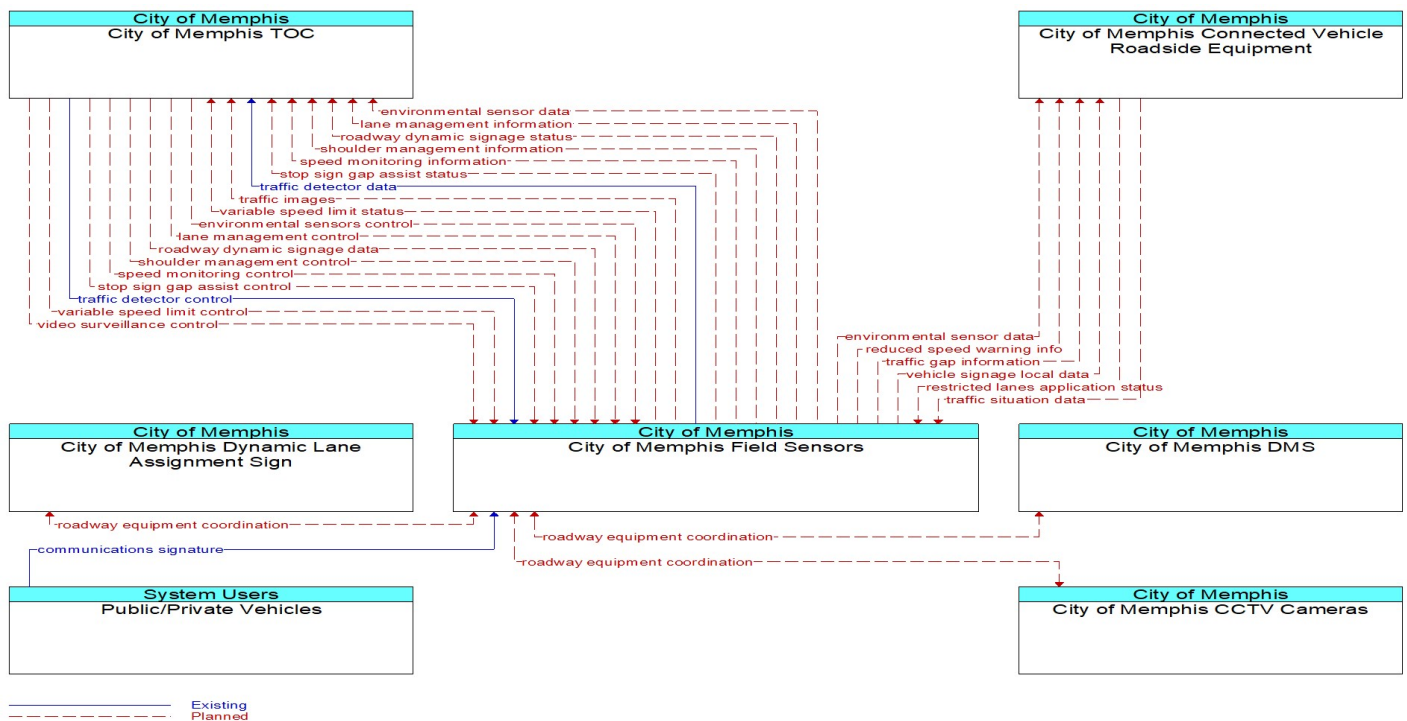 City of Memphis
City of Memphis TOC
City of Memphis
City of Memphis Connected Vehicle
Roadside Equipment
environmental sensor data
lane management information
roadway dynamic signage status
shoulder management information
speed monitoring information
stop sign gap assist status
traffic detector data
traffic images
variable speed limit status
environmental sensors control
lane management control
roadway dynamic signage data
shoulder management control
speed monitoring control
stop sign gap assist control
traffic detector control
variable speed limit control
video surveillance control
environmental sensor data
reduced speed warning info
traffic gap information
vehicle signage local data
restricted lanes application status
traffic situation data
City of Memphis
City of Memphis Dynamic Lane
Assignment Sign
City of Memphis
City of Memphis Field Sensors
City of Memphis
City of Memphis DMS
roadway equipment coordination
roadway equipment coordination
communications signature
roadway equipment coordination
System Users
Public/Private Vehicles
City of Memphis
City of Memphis CCTV Cameras
Existing
Planned